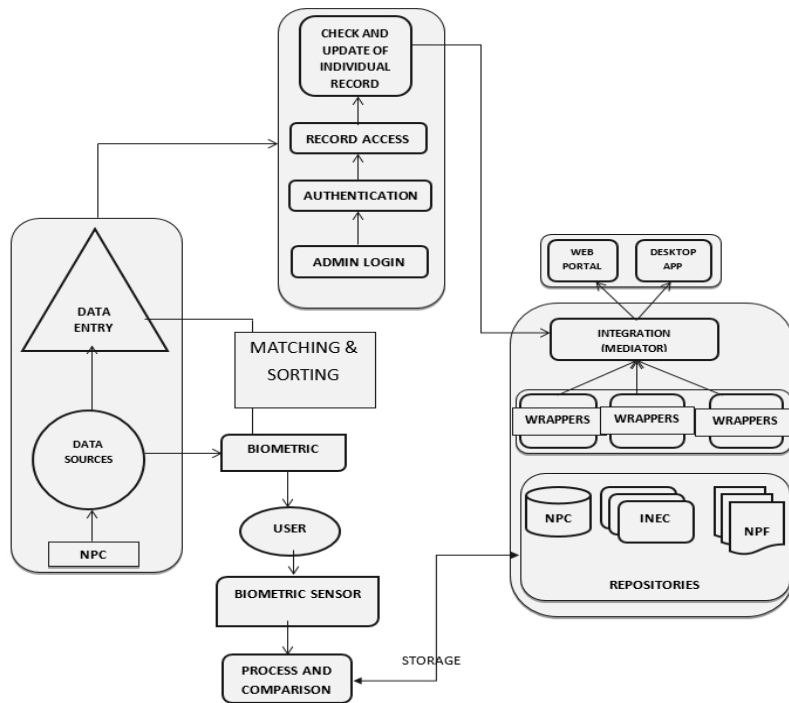 CHECK AND
UPDATE OF
INDIVIDUAL
RECORD
RECORD ACCESS
AUTHENTICATION
ADMIN LOGIN
DATA
ENTRY
DATA
SOURCES
NPC
MATCHING &
SORTING
BIOMETRIC
USER
BIOMETRIC SENSOR
PROCESS AND
COMPARISON
STORAGE
WEB
PORTAL
DESKTOP
APP
INTEGRATION
(MEDIATOR)
WRAPPERS
WRAPPERS
WRAPPERS
NPC
INEC
NPF
REPOSITORIES